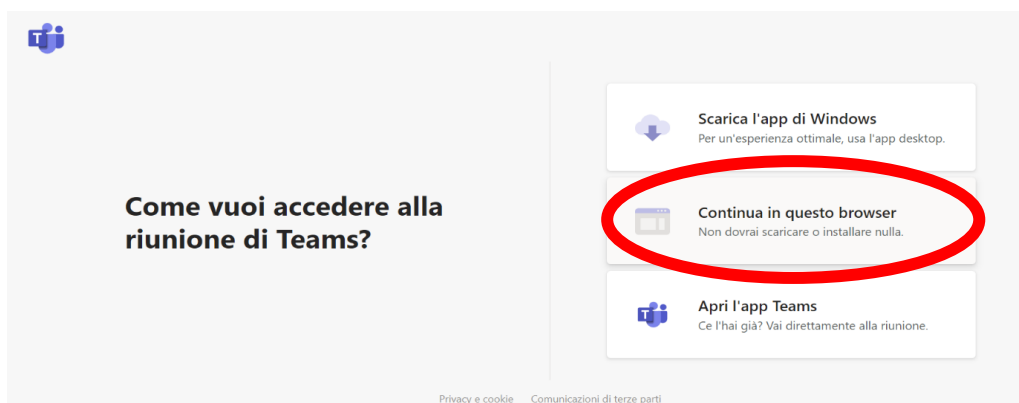 Come vuoi accedere alla
riunione di Teams?
Scarica l'app di Windows
Per un'esperienza ottimale, usa l'app desktop.
Continua in questo browser
Non dovrai scaricare o installare nulla.
Apri l'app Teams
Ce l'hai già? Vai direttamente alla riunione.
Privacy e cookie Comunicazioni di terze parti